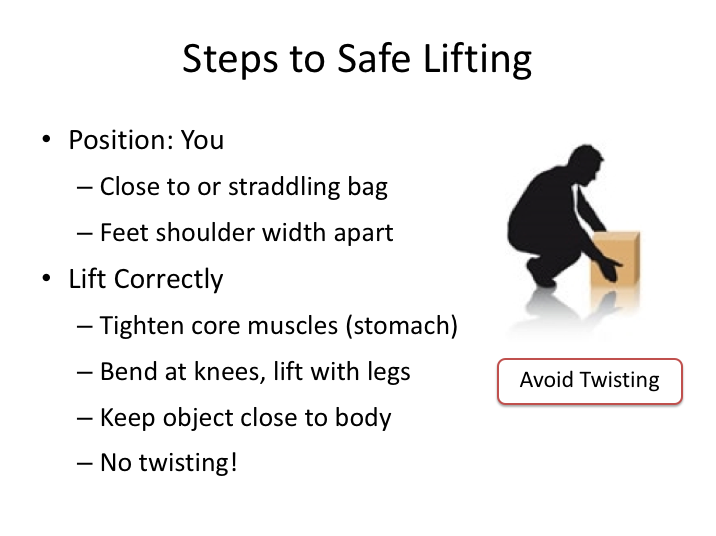 Steps to Safe Lifting
• Position: You
– Close to or straddling bag
– Feet shoulder width apart
• Lift Correctly
– Tighten core muscles (stomach)
– Bend at knees, lift with legs
– Keep object close to body
– No twisting!
Avoid Twisting